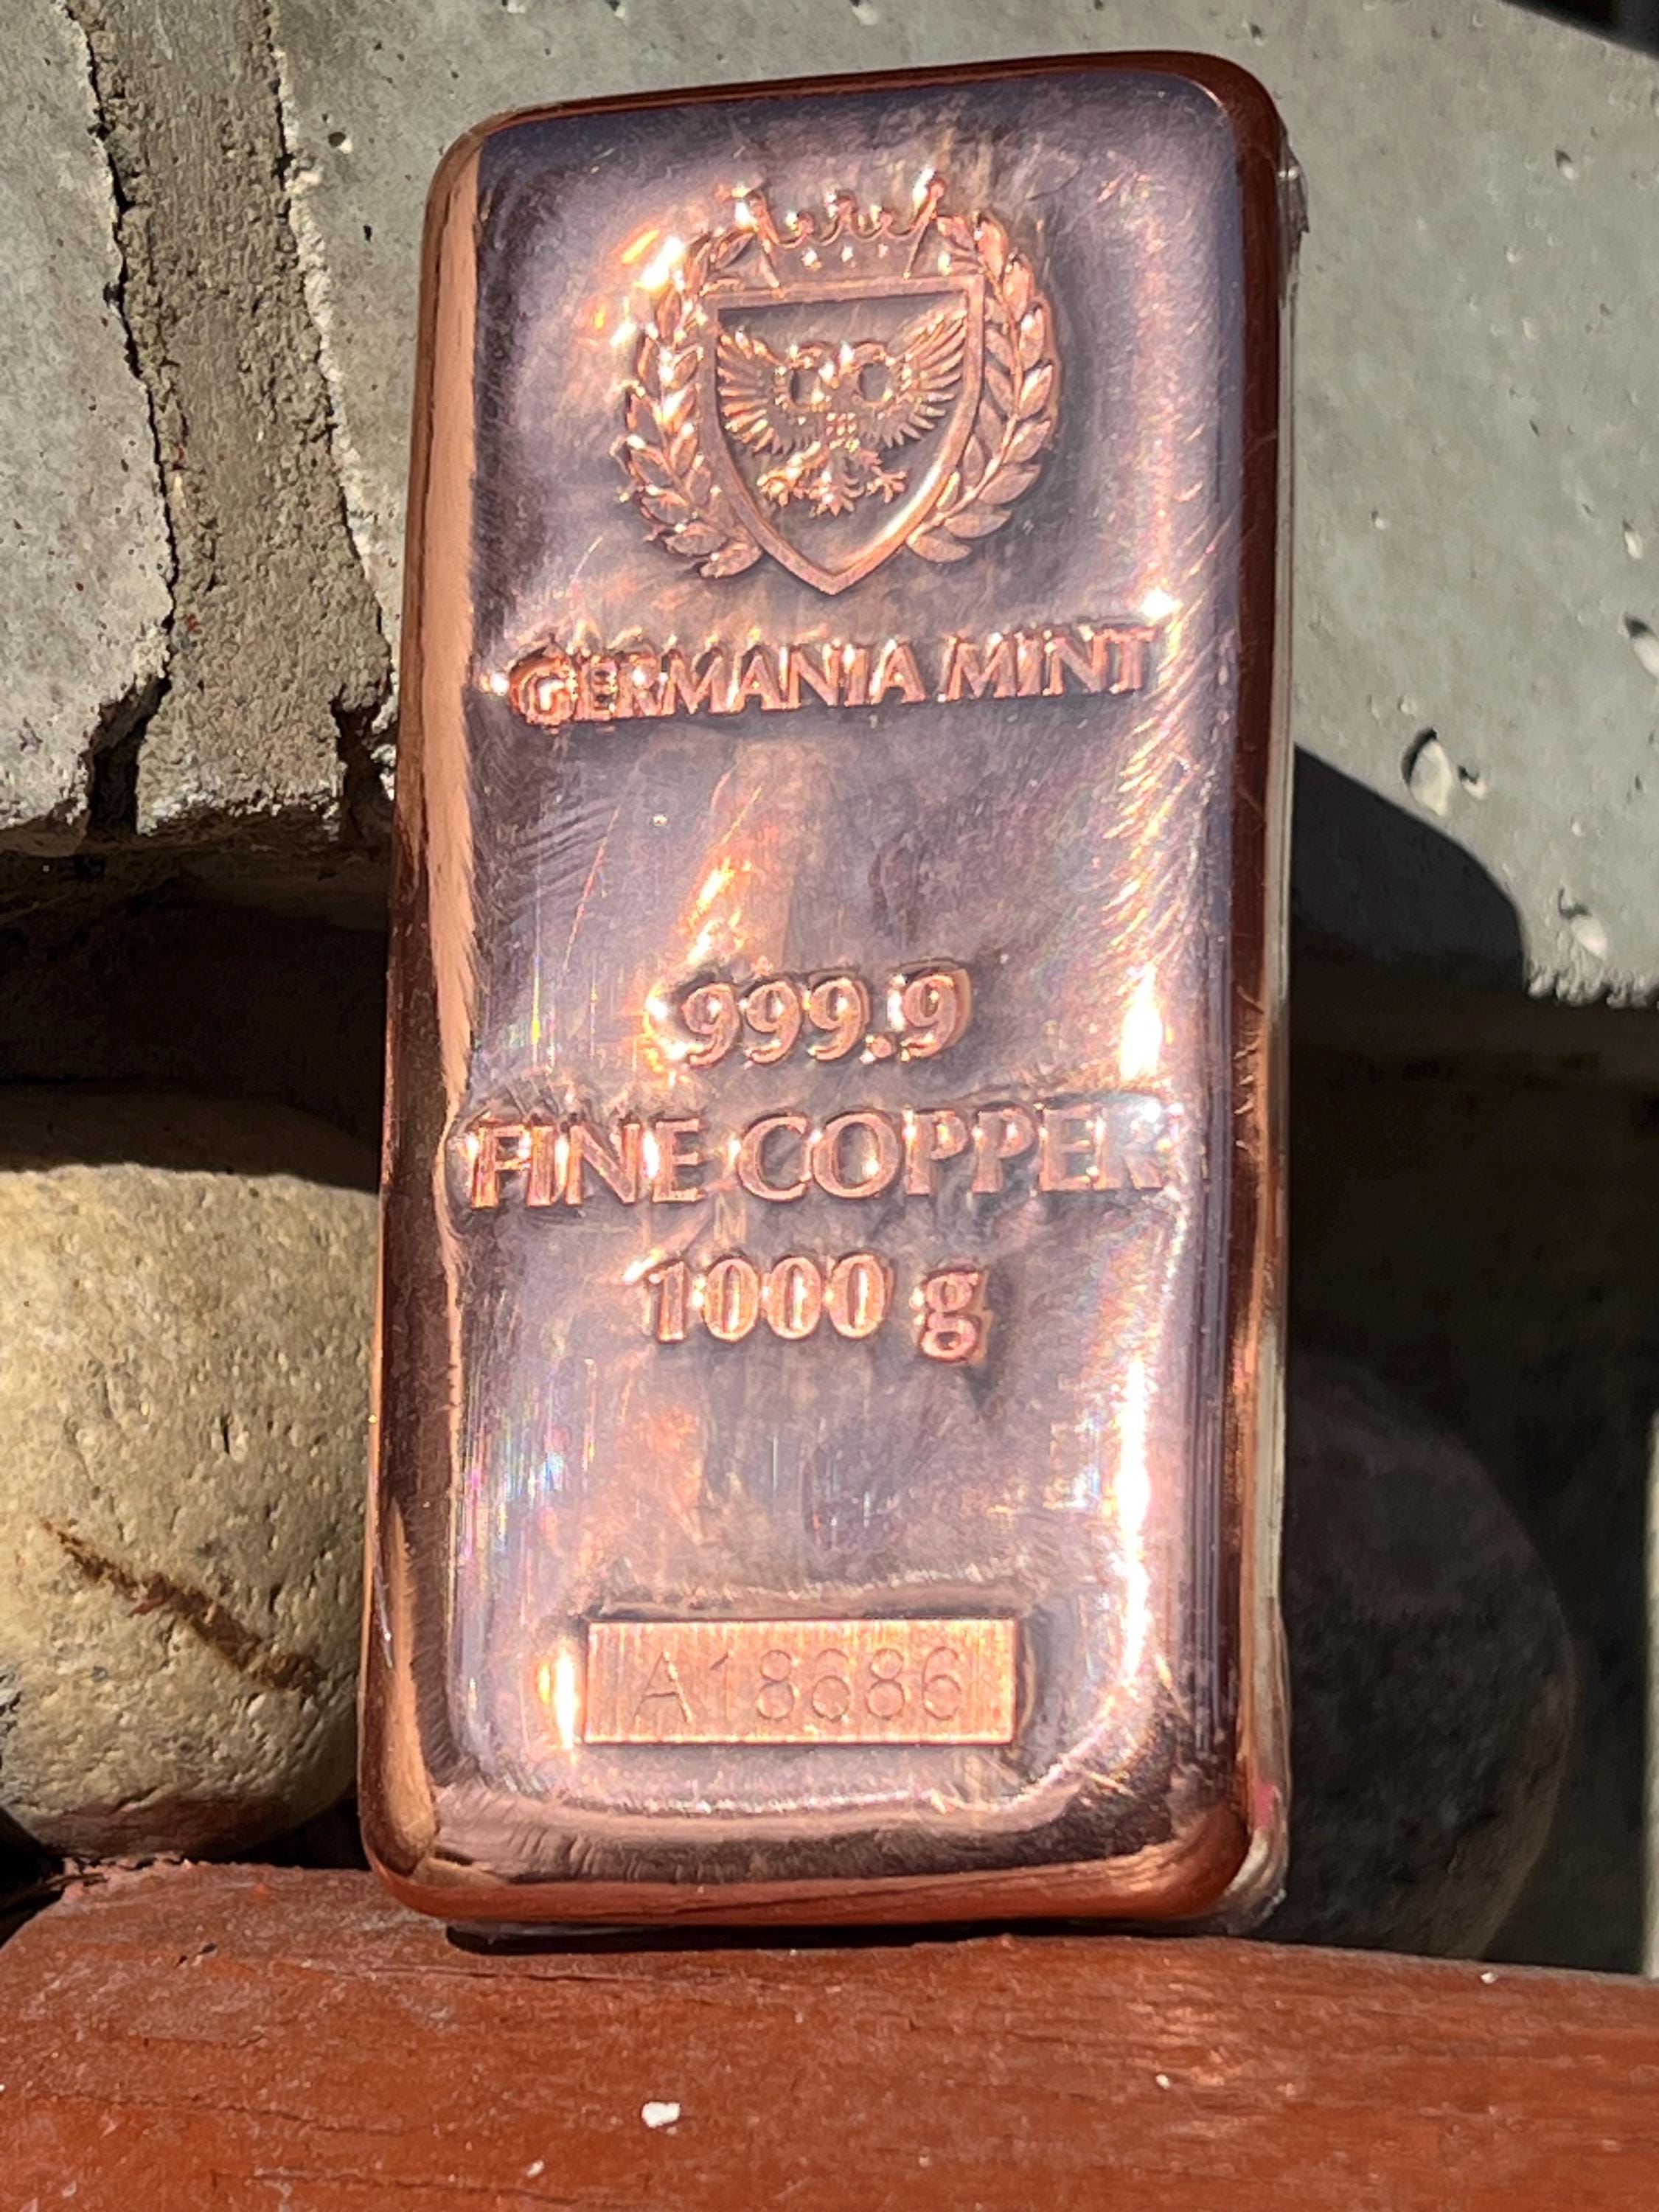 GERMANIA MINT
999.9
FINE COPPER
1000 g
A18686